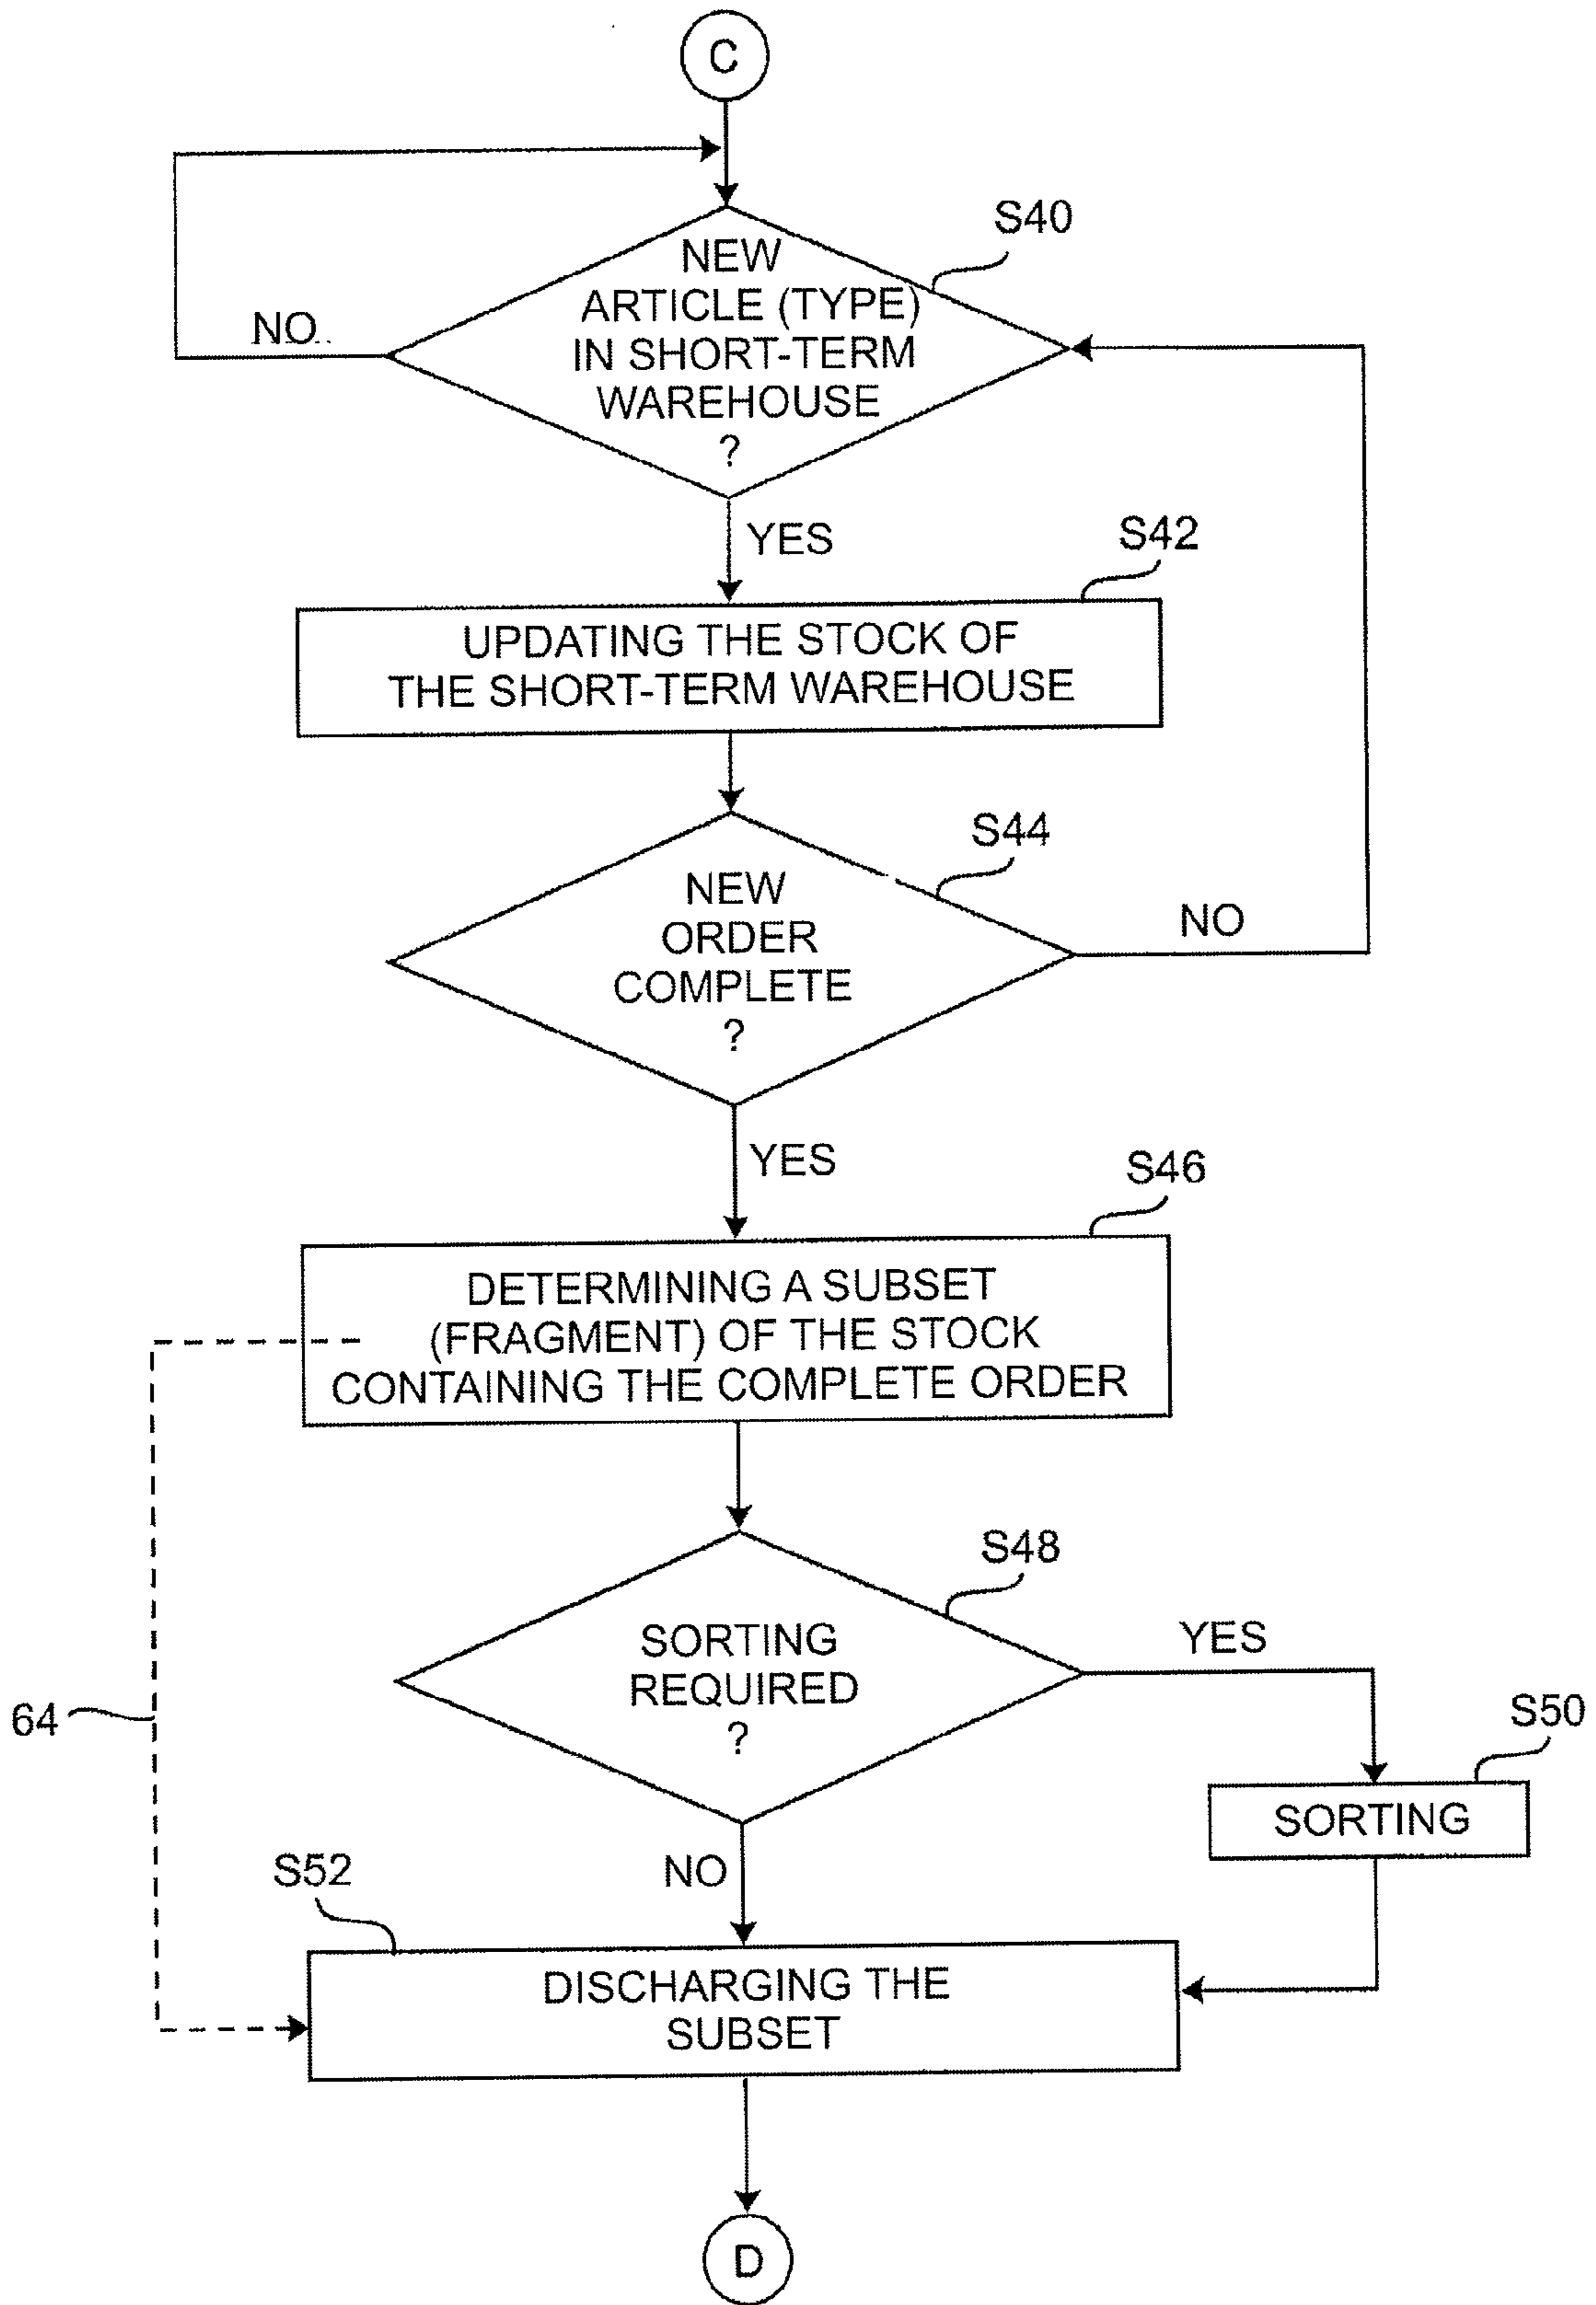 C
S40
NEW
ARTICLE (TYPE)
IN SHORT-TERM
WAREHOUSE
?
NO
YES
S42
UPDATING THE STOCK OF
THE SHORT-TERM WAREHOUSE
S44
NEW
ORDER
COMPLETE
?
NO
YES
S46
DETERMINING A SUBSET
(FRAGMENT) OF THE STOCK
CONTAINING THE COMPLETE ORDER
S48
SORTING
REQUIRED
?
YES
64
S50
SORTING
NO
S52
DISCHARGING THE
SUBSET
D